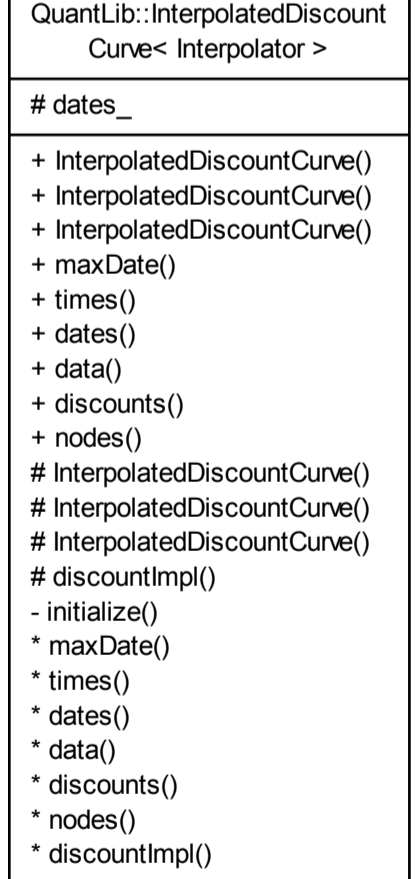 QuantLib::InterpolatedDiscount
Curve< Interpolator >
# dates_
+ InterpolatedDiscountCurve()
+ InterpolatedDiscountCurve()
+ InterpolatedDiscountCurve()
+ maxDate()
+ times()
+ dates()
+ data()
+ discounts()
+ nodes()
# InterpolatedDiscountCurve()
# InterpolatedDiscountCurve()
# InterpolatedDiscountCurve()
# discountImpl()
- initialize()
* maxDate()
* times()
* dates()
* data()
* discounts()
* nodes()
* discountImpl()